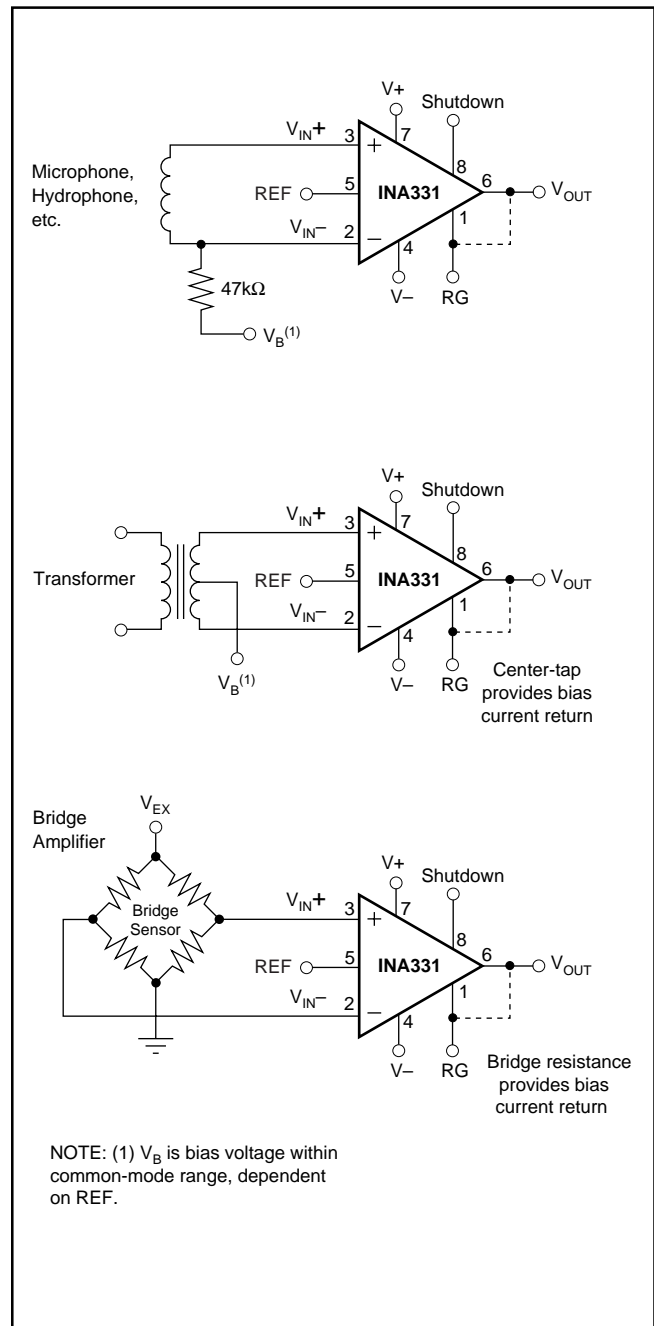 V+
Shutdown
V_IN+
3
7
8
Microphone,
Hydrophone,
etc.
REF
5
INA331
6
V_OUT
V_IN–
2
4
1
47kΩ
V–
RG
V_B(1)
V+
Shutdown
V_IN+
3
7
8
Transformer
REF
5
INA331
6
V_OUT
V_IN–
2
4
1
V_B(1)
V–
RG
Center-tap
provides bias
current return
Bridge
Amplifier
V_EX
V+
Shutdown
V_IN+
3
7
8
Bridge
Sensor
REF
5
INA331
6
V_OUT
V_IN–
2
4
1
V–
RG
Bridge resistance
provides bias
current return
NOTE: (1) V_B is bias voltage within
common-mode range, dependent
on REF.